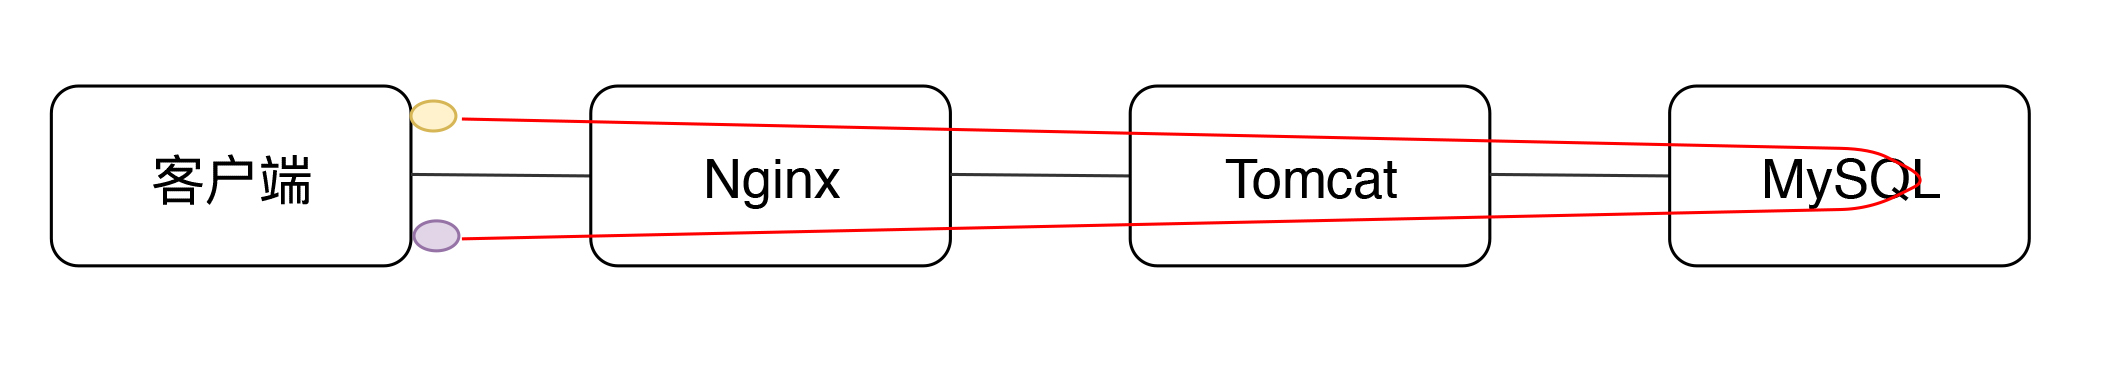 客户端
Nginx
Tomcat
MySQL